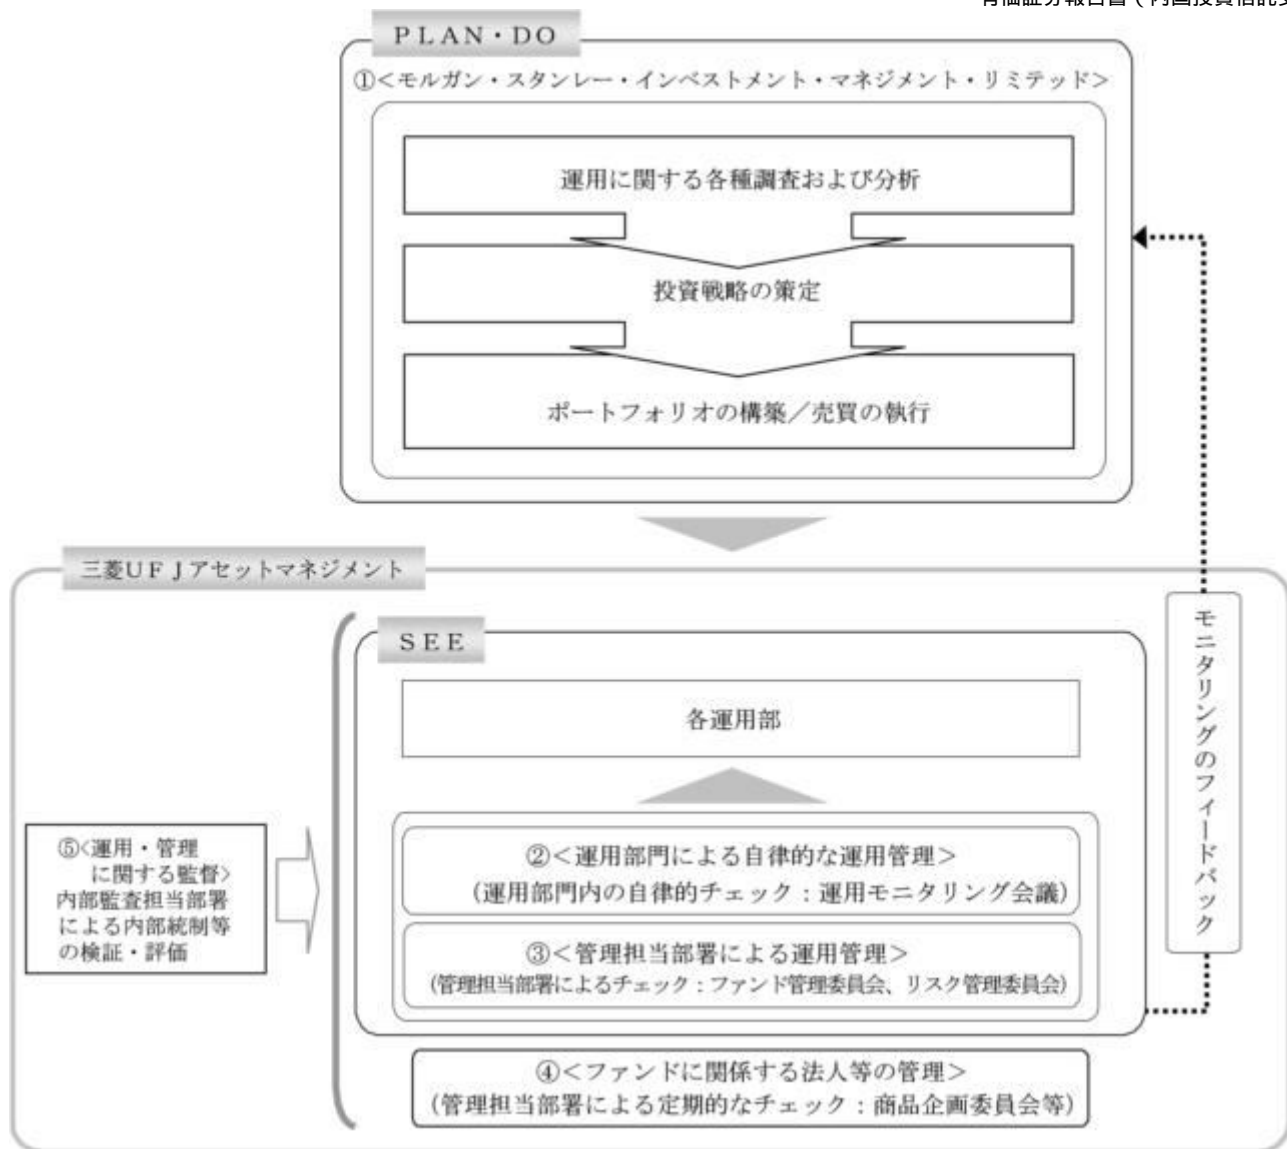 ＰＬＡＮ・ＤＯ
①＜モルガン・スタンレー・インベストメント・マネジメント・リミテッド＞
運用に関する各種調査および分析
投資戦略の策定
ポートフォリオの構築／売買の執行
三菱ＵＦＪアセットマネジメント
ＳＥＥ
各運用部
②＜運用部門による自律的な運用管理＞
（運用部門内の自律的チェック：運用モニタリング会議）
③＜管理担当部署による運用管理＞
（管理担当部署によるチェック：ファンド管理委員会、リスク管理委員会）
④＜ファンドに関係する法人等の管理＞
（管理担当部署による定期的なチェック：商品企画委員会等）
⑤＜運用・管理
に関する監督＞
内部監査担当部署
による内部統制等
の検証・評価
モニタリングのフィードバック